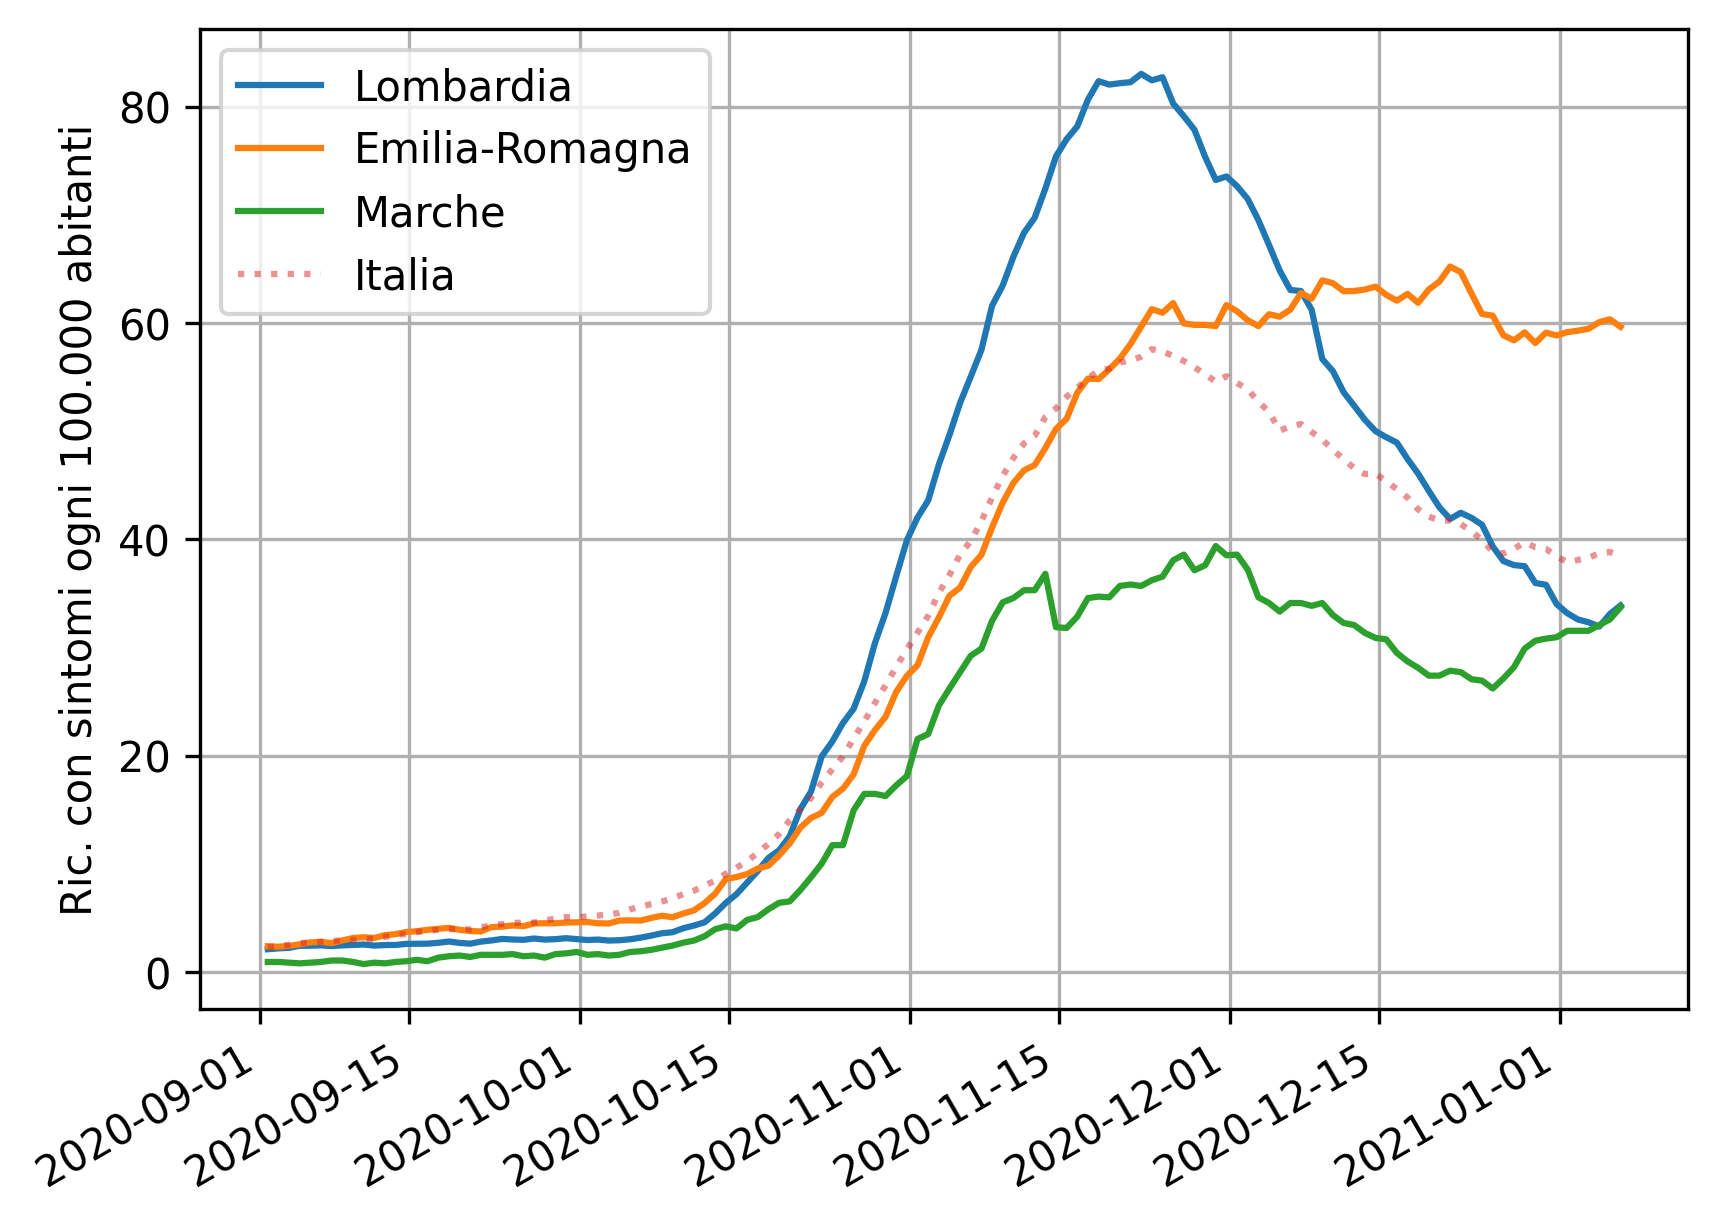 Lombardia
Emilia-Romagna
Marche
Italia
Ric. con sintomi ogni 100.000 abitanti
80
60
40
20
0
2020-09-01
2020-09-15
2020-10-01
2020-10-15
2020-11-01
2020-11-15
2020-12-01
2020-12-15
2021-01-01